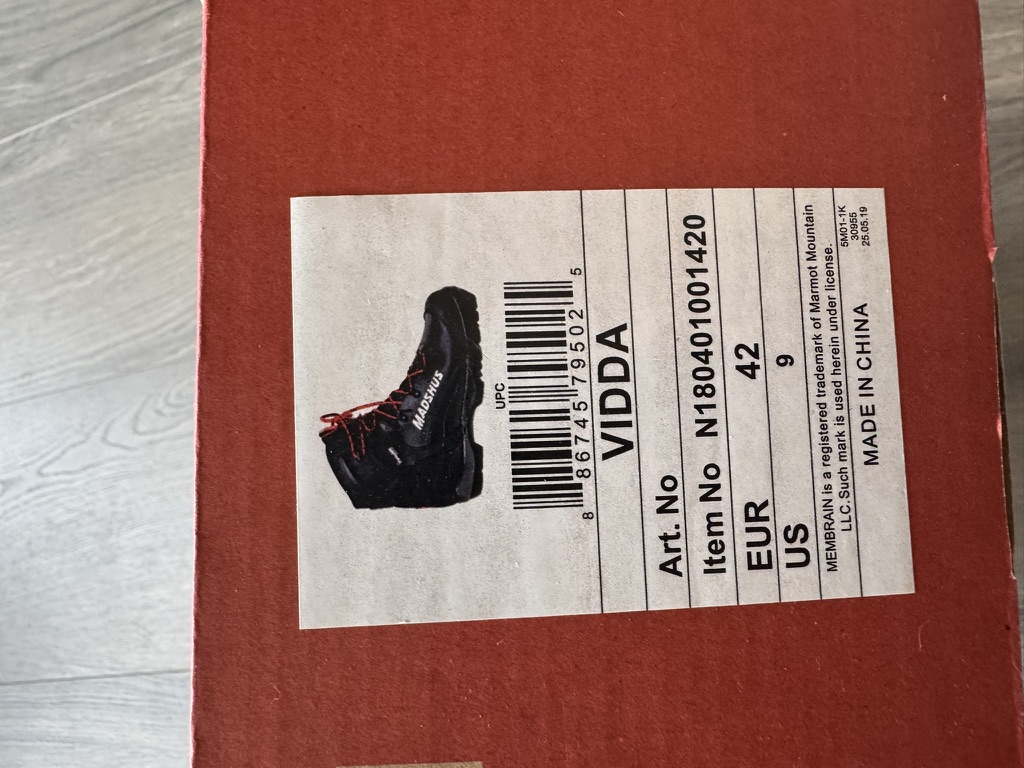 MADSHUS
UPC
8 86745 79502 5
VIDDA
Art. No
Item No N180401001420
EUR 42
US 9
MEMBRAIN is a registered trademark of Marmot Mountain
LLC. Such mark is used herein under license.
5M01-1K
30955
25.05.19
MADE IN CHINA